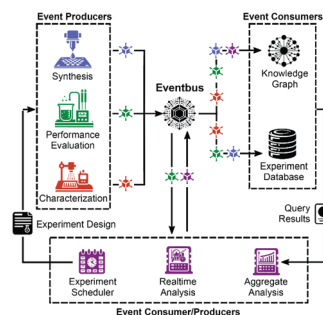 Event Producers
Event Consumers
Synthesis
Eventbus
Knowledge
Graph
Performance
Evaluation
Experiment
Database
Characterization
Experiment Design
Query
Results
Experiment
Scheduler
Realtime
Analysis
Aggregate
Analysis
Event Consumer/Producers